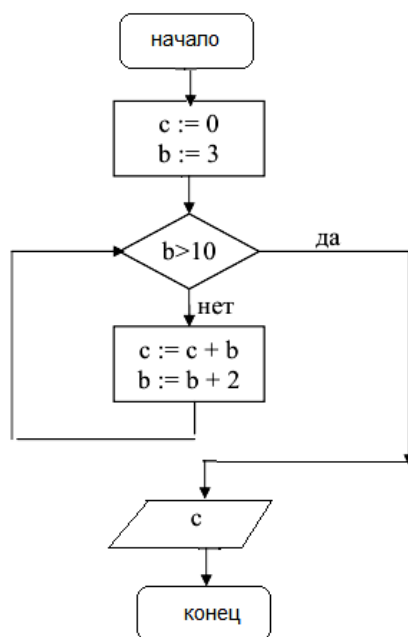 начало
c := 0
b := 3
b>10
да
нет
c := c + b
b := b + 2
c
конец